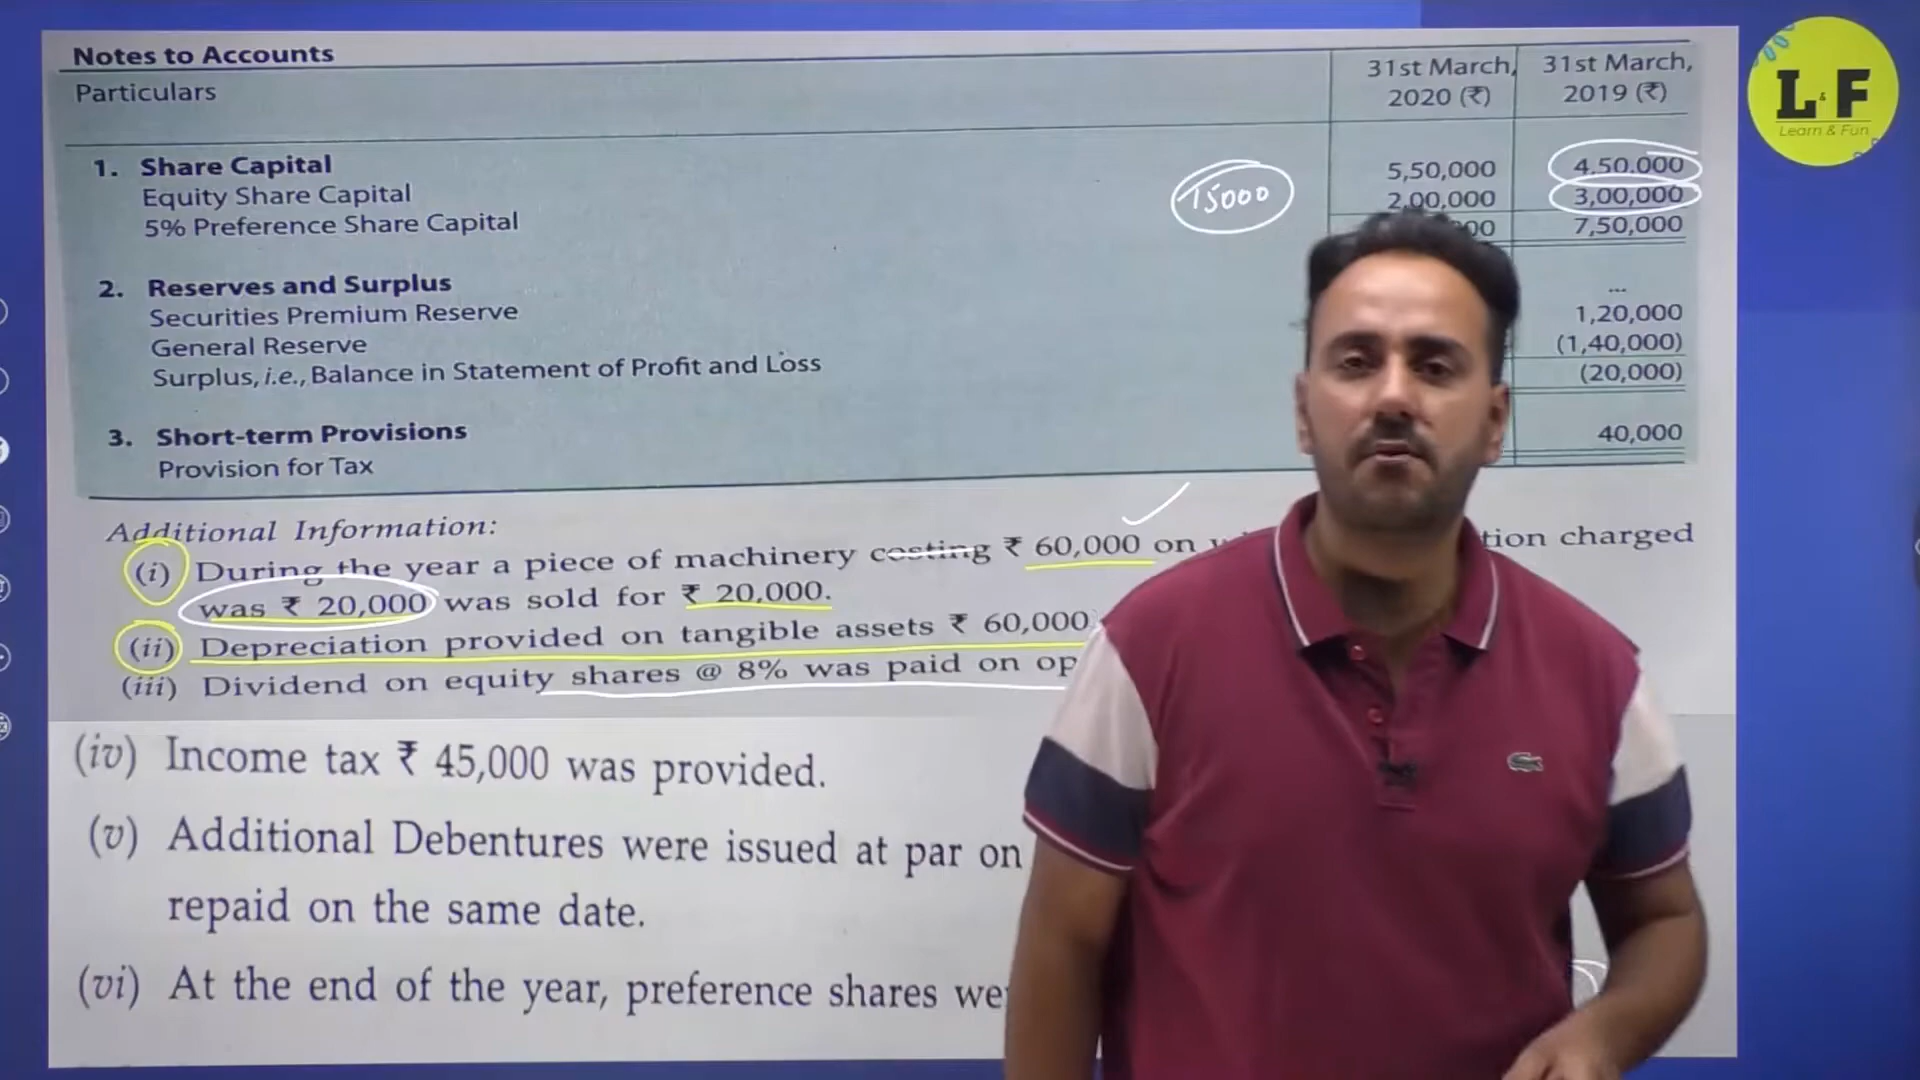 Notes to Accounts
Particulars
31st March, 2020 (₹)
31st March, 2019 (₹)
1. Share Capital
Equity Share Capital 5,50,000 4,50,000
5% Preference Share Capital 2,00,000 3,00,000
7,50,000
15000
2. Reserves and Surplus
Securities Premium Reserve ...
General Reserve 1,20,000
Surplus, i.e., Balance in Statement of Profit and Loss (1,40,000)
(20,000)
3. Short-term Provisions
Provision for Tax 40,000
Additional Information:
(i) During the year a piece of machinery costing ₹ 60,000 on tion charged
was ₹ 20,000 was sold for ₹ 20,000.
(ii) Depreciation provided on tangible assets ₹ 60,000
(iii) Dividend on equity shares @ 8% was paid on op
(iv) Income tax ₹ 45,000 was provided.
(v) Additional Debentures were issued at par on
repaid on the same date.
(vi) At the end of the year, preference shares we
L&F
Learn & Fun